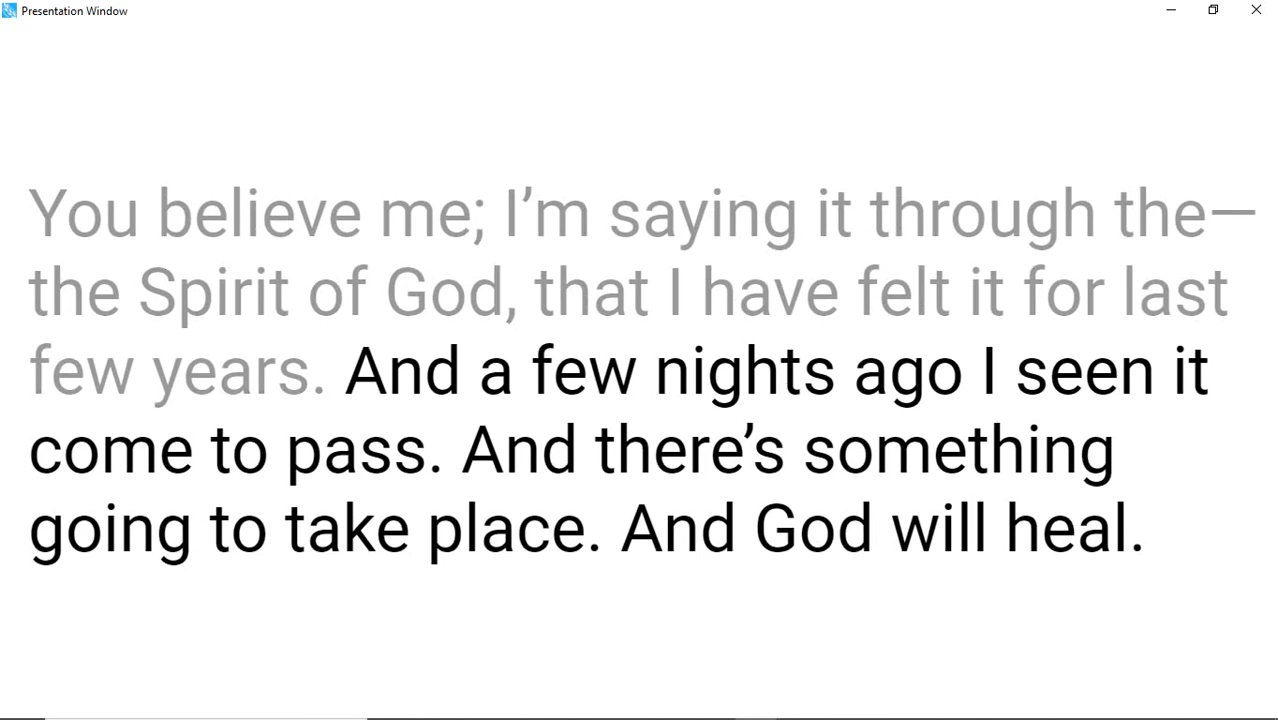 Presentation Window
You believe me; I’m saying it through the—
the Spirit of God, that I have felt it for last
few years. And a few nights ago I seen it
come to pass. And there’s something
going to take place. And God will heal.